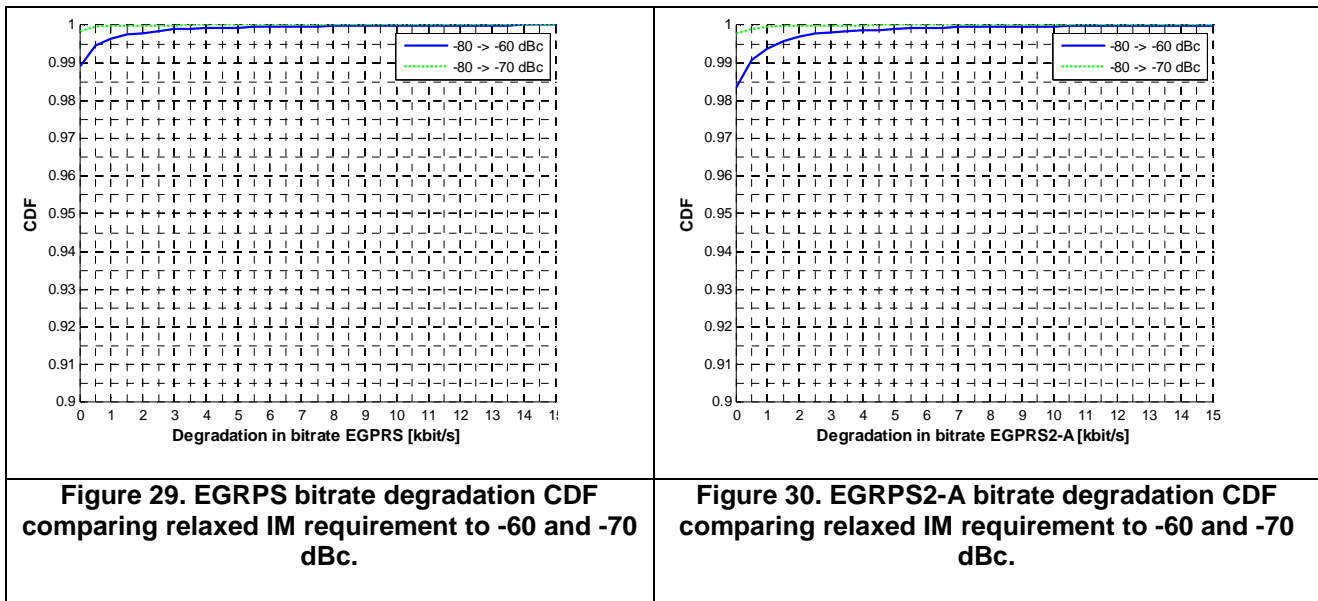 1
0.99
0.98
0.97
0.96
0.95
0.94
0.93
0.92
0.91
0.9
CDF
-80 -> -60 dBc
-80 -> -70 dBc
0 1 2 3 4 5 6 7 8 9 10 11 12 13 14
Degradation in bitrate EGPRS [kbit/s]
Figure 29. EGRPS bitrate degradation CDF
comparing relaxed IM requirement to -60 and -70
dBc.
1
0.99
0.98
0.97
0.96
0.95
0.94
0.93
0.92
0.91
0.9
CDF
-80 -> -60 dBc
-80 -> -70 dBc
0 1 2 3 4 5 6 7 8 9 10 11 12 13 14 15
Degradation in bitrate EGPRS2-A [kbit/s]
Figure 30. EGRPS2-A bitrate degradation CDF
comparing relaxed IM requirement to -60 and -70
dBc.